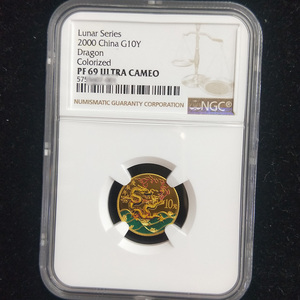 Lunar Series
2000 China G10Y
Dragon
Colorized
PF 69 ULTRA CAMEO
NUMISMATIC GUARANTY CORPORATION
NGC
10元